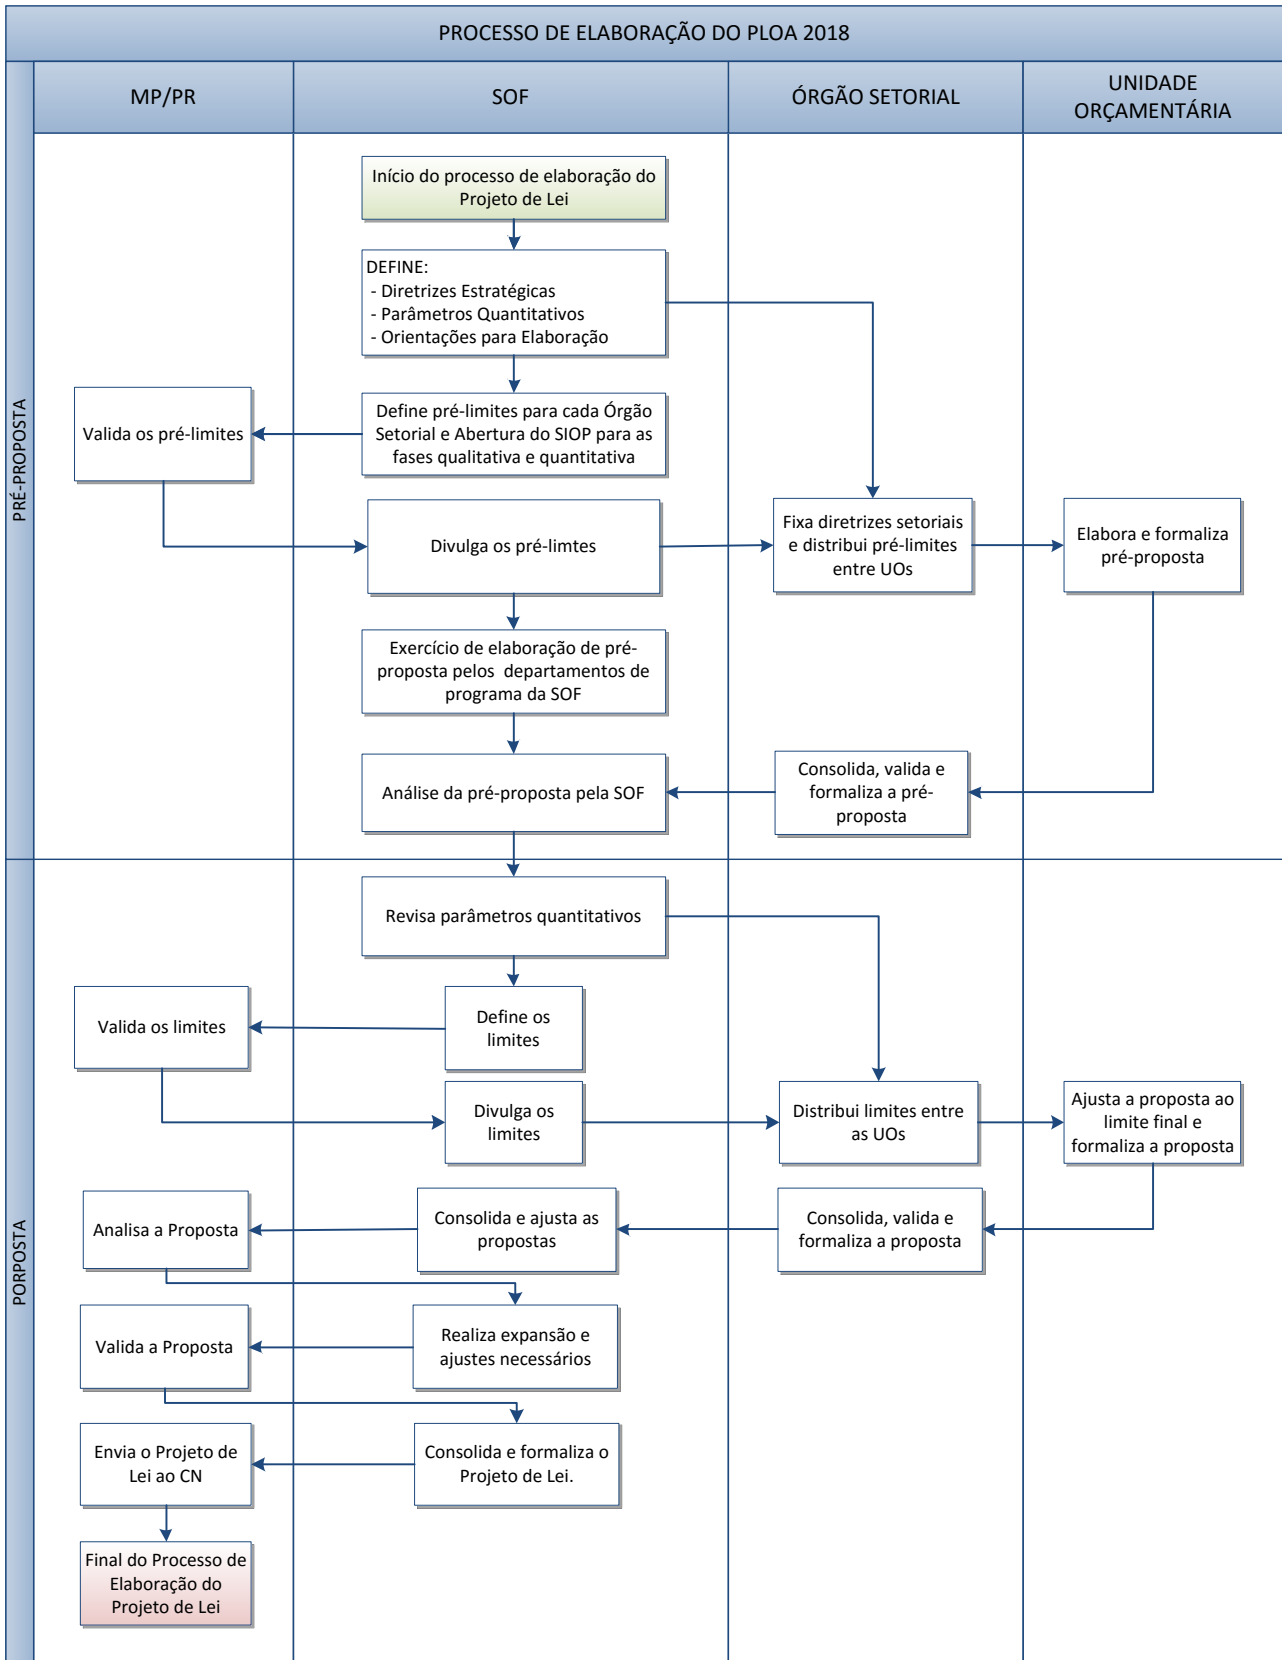 PROCESSO DE ELABORAÇÃO DO PLOA 2018
MP/PR
SOF
ÓRGÃO SETORIAL
UNIDADE
ORÇAMENTÁRIA
PRÉ-PROPOSTA
Início do processo de elaboração do
Projeto de Lei
DEFINE:
- Diretrizes Estratégicas
- Parâmetros Quantitativos
- Orientações para Elaboração
Valida os pré-limites
Define pré-limites para cada Órgão
Setorial e Abertura do SIOP para as
fases qualitativa e quantitativa
Divulga os pré-limtes
Fixa diretrizes setoriais
e distribui pré-limites
entre UOs
Elabora e formaliza
pré-proposta
Exercício de elaboração de pré-
proposta pelos departamentos de
programa da SOF
Análise da pré-proposta pela SOF
Consolida, valida e
formaliza a pré-
proposta
PORPOSTA
Revisa parâmetros quantitativos
Valida os limites
Define os
limites
Divulga os
limites
Distribui limites entre
as UOs
Ajusta a proposta ao
limite final e
formaliza a proposta
Analisa a Proposta
Consolida e ajusta as
propostas
Consolida, valida e
formaliza a proposta
Valida a Proposta
Realiza expansão e
ajustes necessários
Envia o Projeto de
Lei ao CN
Consolida e formaliza o
Projeto de Lei.
Final do Processo de
Elaboração do
Projeto de Lei